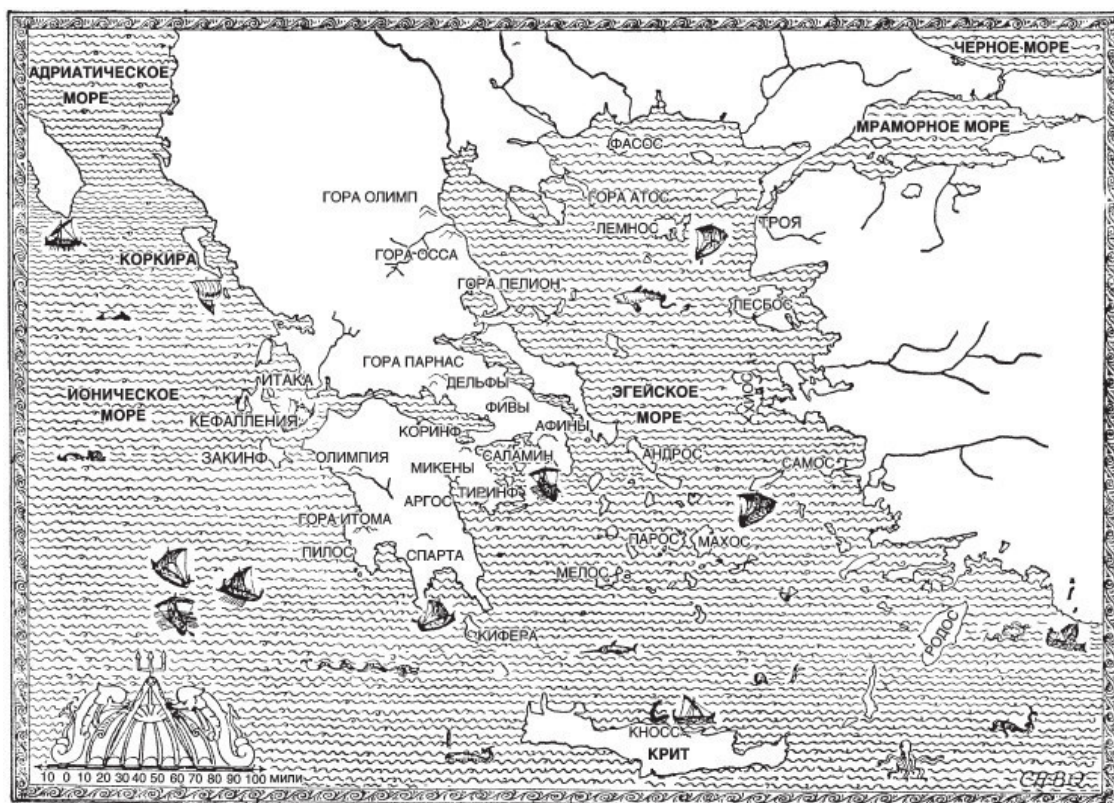 ЧЕРНОЕ МОРЕ
АДРИАТИЧЕСКОЕ
МОРЕ
МРАМОРНОЕ МОРЕ
ФАСОС
ГОРА ОЛИМП
ГОРА АТОС
ЛЕМНОС
ТРОЯ
КОРКИРА
ГОРА ОССА
ГОРА ПЕЛИОН
ЛЕСБОС
ГОРА ПАРНАС
ИТАКА
ДЕЛЬФЫ
ИОНИЧЕСКОЕ
МОРЕ
ЭГЕЙСКОЕ
МОРЕ
ХИОС
ФИВЫ
КЕФАЛЛЕНИЯ
КОРИНФ
АФИНЫ
ЗАКИНФ
ОЛИМПИЯ
САЛАМИН
АНДРОС
МИКЕНЫ
САМОС
ТИРИНФ
АРГОС
ГОРА ИТОМА
ПАРОС
МАХОС
ПИЛОС
СПАРТА
МЕЛОС
КИФЕРА
РОДОС
КНОСС
КРИТ
10 0 10 20 30 40 50 60 70 80 90 100 МИЛИ